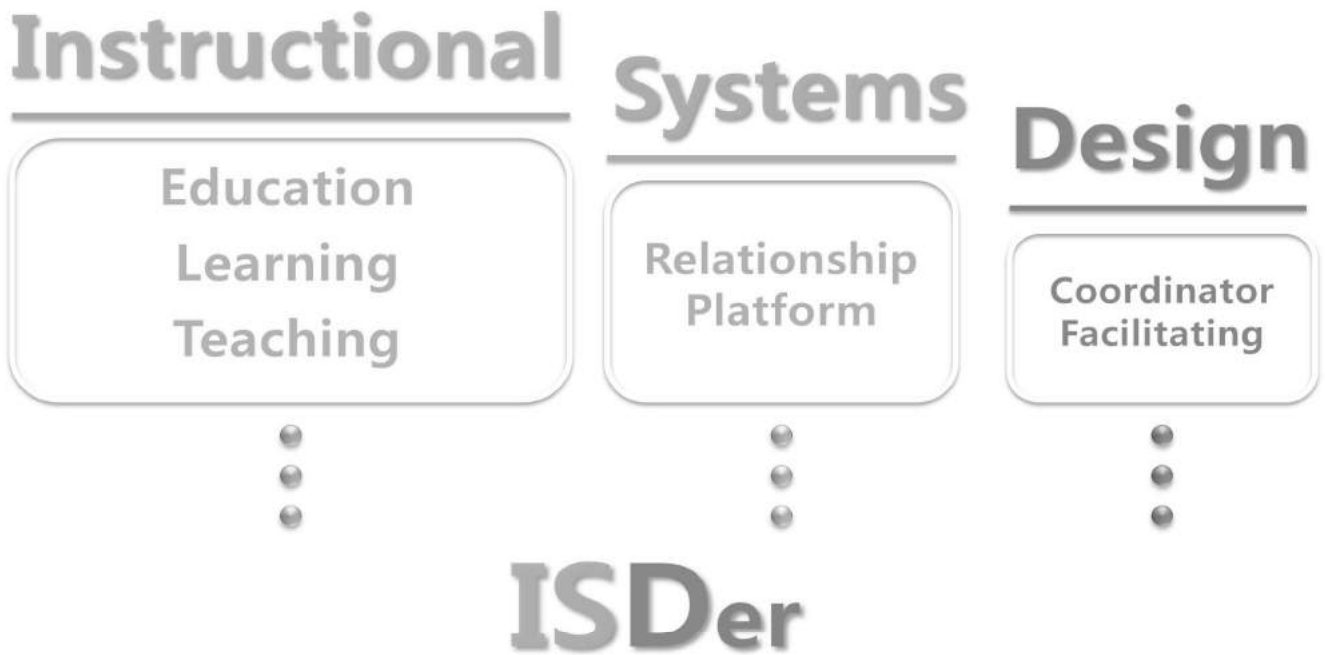 Instructional
Education
Learning
Teaching
Systems
Relationship
Platform
Design
Coordinator
Facilitating
ISDer